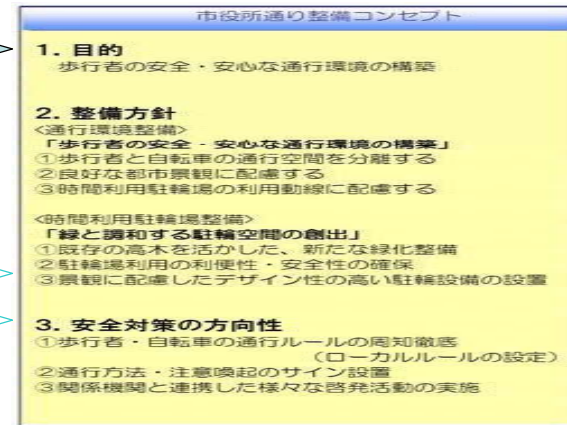 市役所通り整備コンセプト
1. 目的
歩行者の安全・安心な通行環境の構築
2. 整備方針
<通行環境整備>
「歩行者の安全・安心な通行環境の構築」
①歩行者と自転車の通行空間を分離する
②良好な都市景観に配慮する
③時間利用駐輪場の利用動線に配慮する
<時間利用駐輪場整備>
「緑と調和する駐輪空間の創出」
①既存の高木を活かした、新たな緑化整備
②駐輪場利用の利便性・安全性の確保
③景観に配慮したデザイン性の高い駐輪設備の設置
3. 安全対策の方向性
①歩行者・自転車の通行ルールの周知徹底
（ローカルルールの設定）
②通行方法・注意喚起のサイン設置
③関係機関と連携した様々な啓発活動の実施